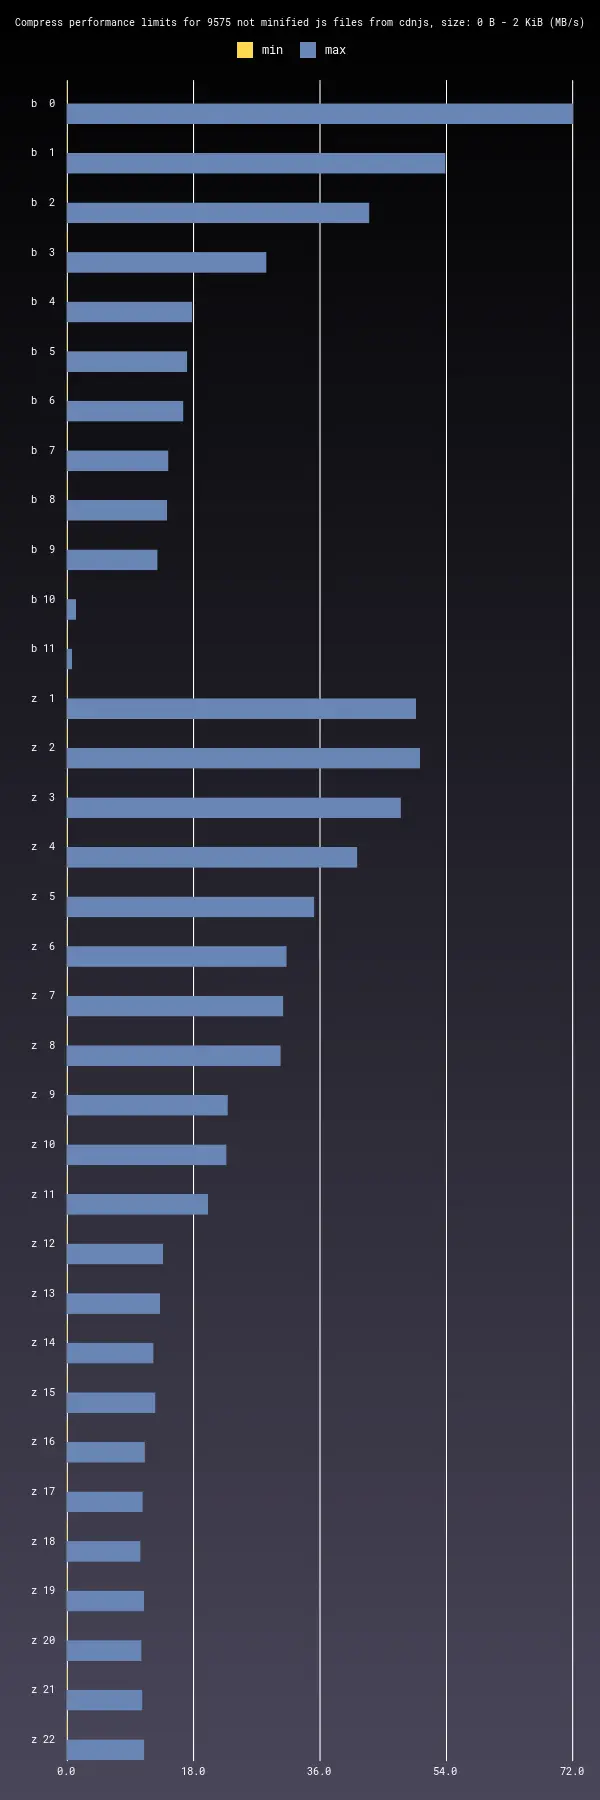 Compress performance limits for 9575 not minified js files from cdnjs, size: 0 B - 2 KiB (MB/s)
min max
b 0
b 1
b 2
b 3
b 4
b 5
b 6
b 7
b 8
b 9
b 10
b 11
z 1
z 2
z 3
z 4
z 5
z 6
z 7
z 8
z 9
z 10
z 11
z 12
z 13
z 14
z 15
z 16
z 17
z 18
z 19
z 20
z 21
z 22
0.0 18.0 36.0 54.0 72.0